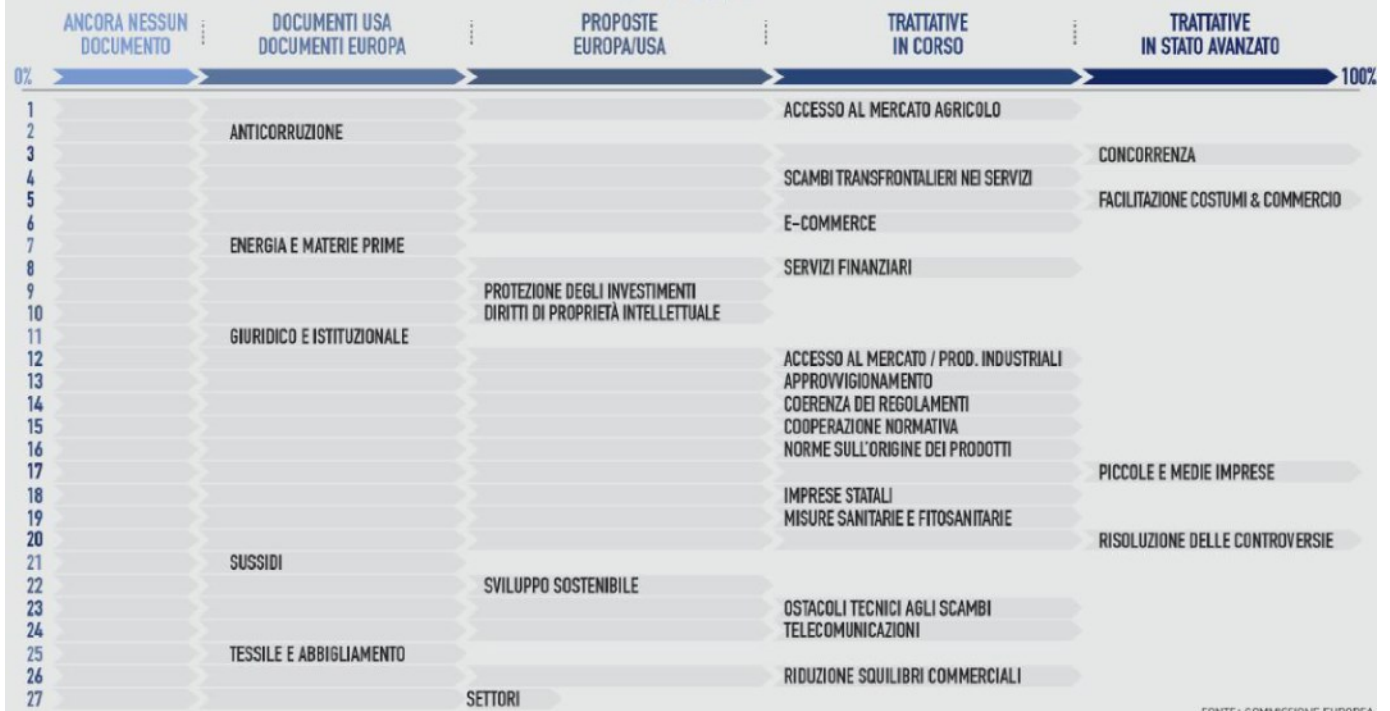 ANCORA NESSUN DOCUMENTO
DOCUMENTI USA DOCUMENTI EUROPA
PROPOSTE EUROPA/USA
TRATTATIVE IN CORSO
TRATTATIVE IN STATO AVANZATO
0% 100%
1 ACCESSO AL MERCATO AGRICOLO
2 ANTICORRUZIONE
3 CONCORRENZA
4 SCAMBI TRANSFRONTALIERI NEI SERVIZI
5 FACILITAZIONE COSTUMI & COMMERCIO
6 E-COMMERCE
7 ENERGIA E MATERIE PRIME
8 SERVIZI FINANZIARI
9 PROTEZIONE DEGLI INVESTIMENTI
10 DIRITTI DI PROPRIETÀ INTELLETTUALE
11 GIURIDICO E ISTITUZIONALE
12 ACCESSO AL MERCATO / PROD. INDUSTRIALI
13 APPROVVIGIONAMENTO
14 COERENZA DEI REGOLAMENTI
15 COOPERAZIONE NORMATIVA
16 NORME SULL'ORIGINE DEI PRODOTTI
17 PICCOLE E MEDIE IMPRESE
18 IMPRESE STATALI
19 MISURE SANITARIE E FITOSANITARIE
20 RISOLUZIONE DELLE CONTROVERSIE
21 SUSSIDI
22 SVILUPPO SOSTENIBILE
23 OSTACOLI TECNICI AGLI SCAMBI
24 TELECOMUNICAZIONI
25 TESSILE E ABBIGLIAMENTO
26 RIDUZIONE SQUILIBRI COMMERCIALI
27 SETTORI
FONTE: COMMISSIONE EUROPEA